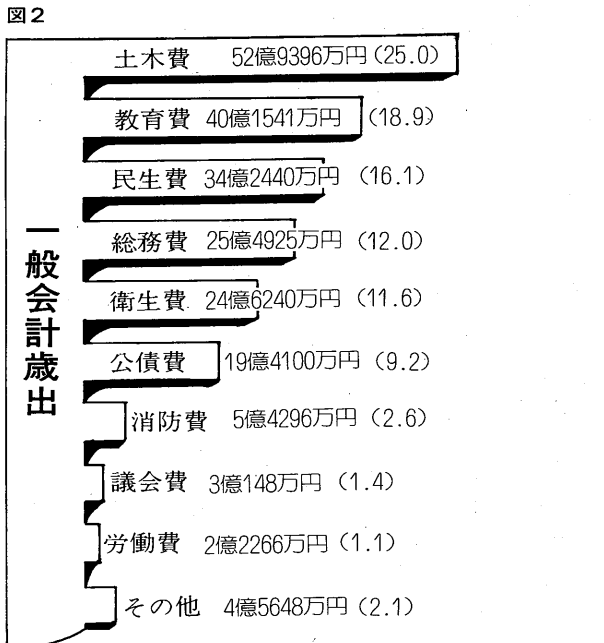 図2
一般会計歳出
土木費 52億9396万円(25.0)
教育費 40億1541万円 (18.9)
民生費 34億2440万円 (16.1)
総務費 25億4925万円 (12.0)
衛生費 24億6240万円 (11.6)
公債費 19億4100万円 (9.2)
消防費 5億4296万円 (2.6)
議会費 3億148万円 (1.4)
労働費 2億2266万円 (1.1)
その他 4億5648万円 (2.1)